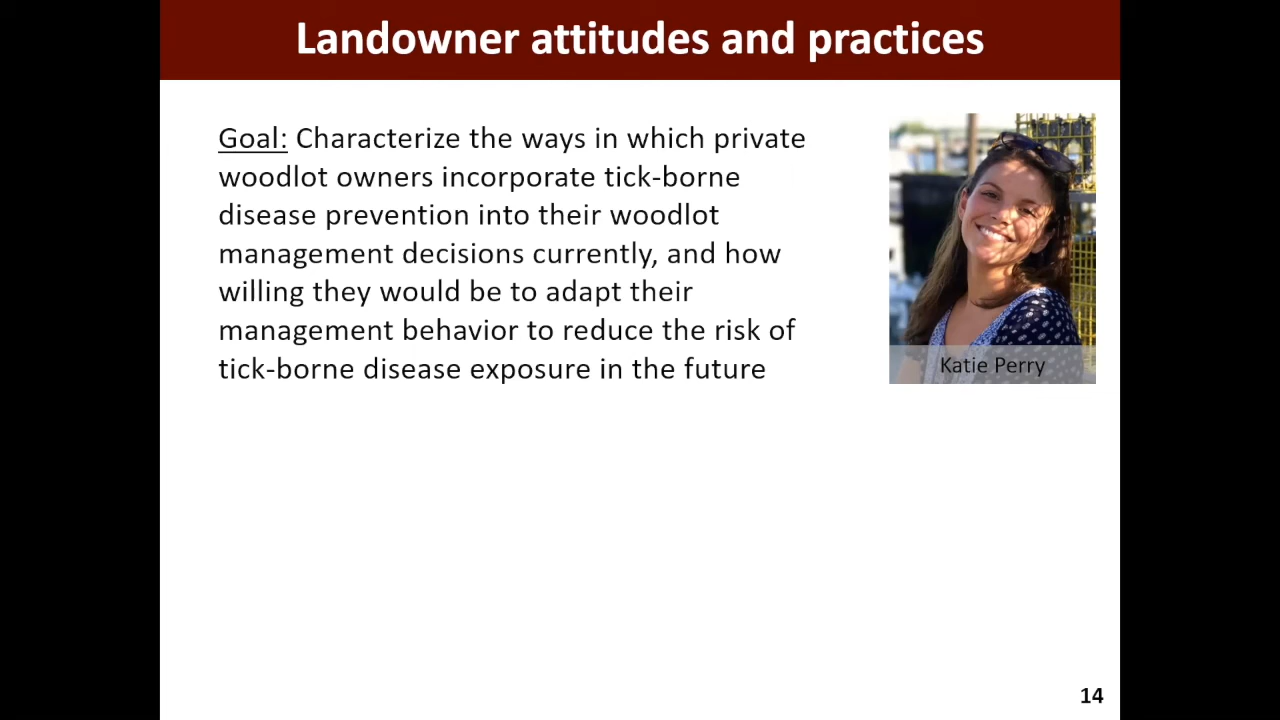 Landowner attitudes and practices
Goal: Characterize the ways in which private
woodlot owners incorporate tick-borne
disease prevention into their woodlot
management decisions currently, and how
willing they would be to adapt their
management behavior to reduce the risk of
tick-borne disease exposure in the future
Katie Perry
14